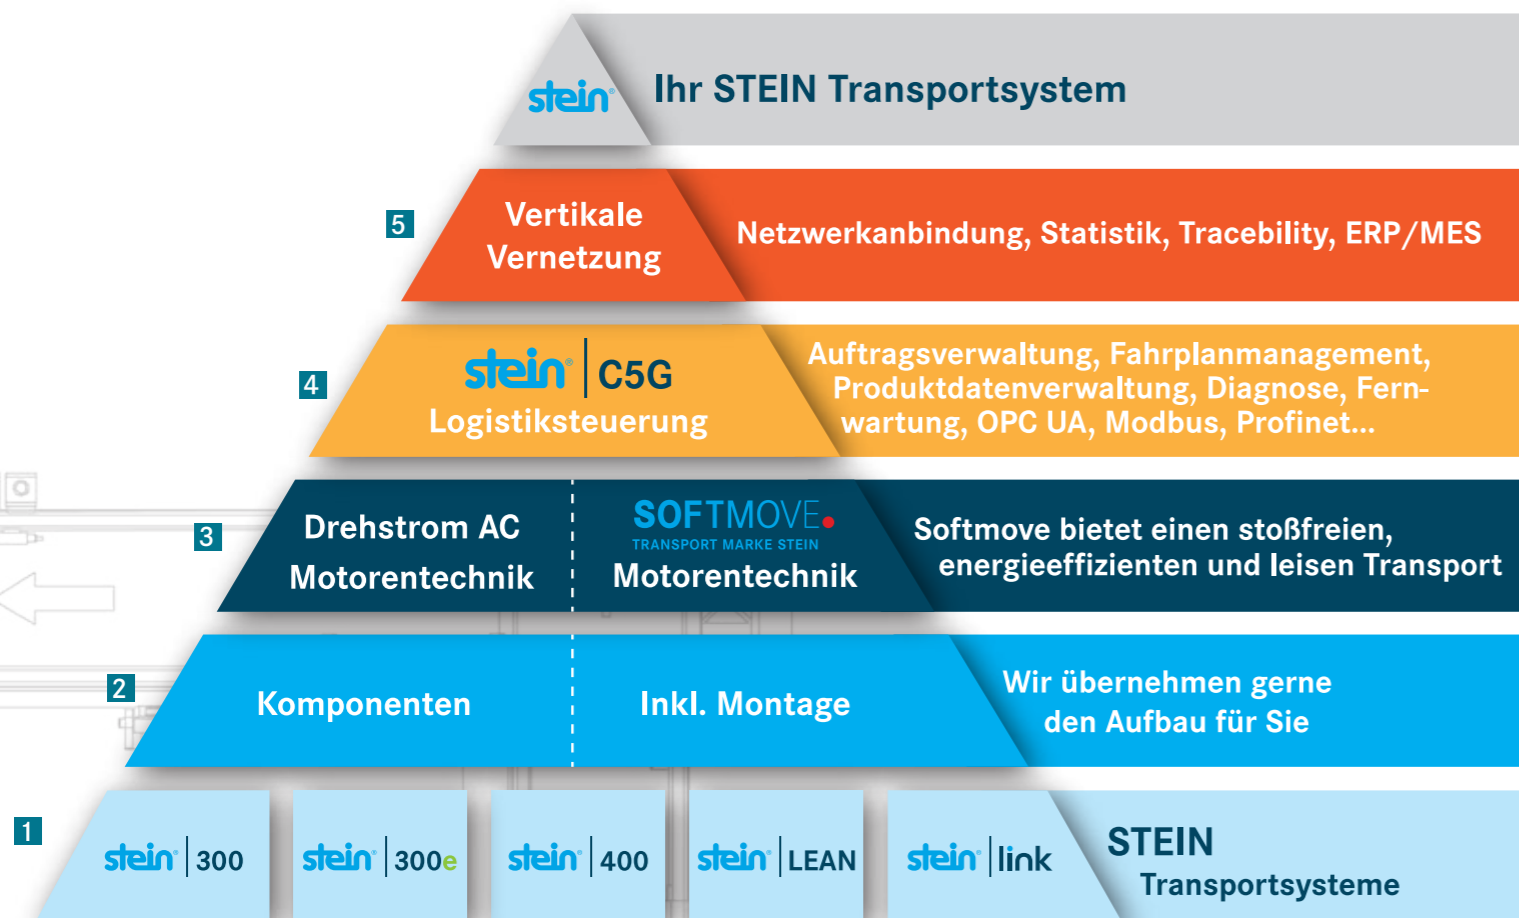 stein®
Ihr STEIN Transportsystem
5
Vertikale
Vernetzung
Netzwerkanbindung, Statistik, Tracebility, ERP/MES
4
stein® | C5G
Logistiksteuerung
Auftragsverwaltung, Fahrplanmanagement,
Produktdatenverwaltung, Diagnose, Fern-
wartung, OPC UA, Modbus, Profinet...
3
Drehstrom AC
Motorentechnik
SOFTMOVE.
TRANSPORT MARKE STEIN
Motorentechnik
Softmove bietet einen stoßfreien,
energieeffizienten und leisen Transport
2
Komponenten
Inkl. Montage
Wir übernehmen gerne
den Aufbau für Sie
1
stein® | 300
stein® | 300e
stein® | 400
stein® | LEAN
stein® | link
STEIN
Transportsysteme